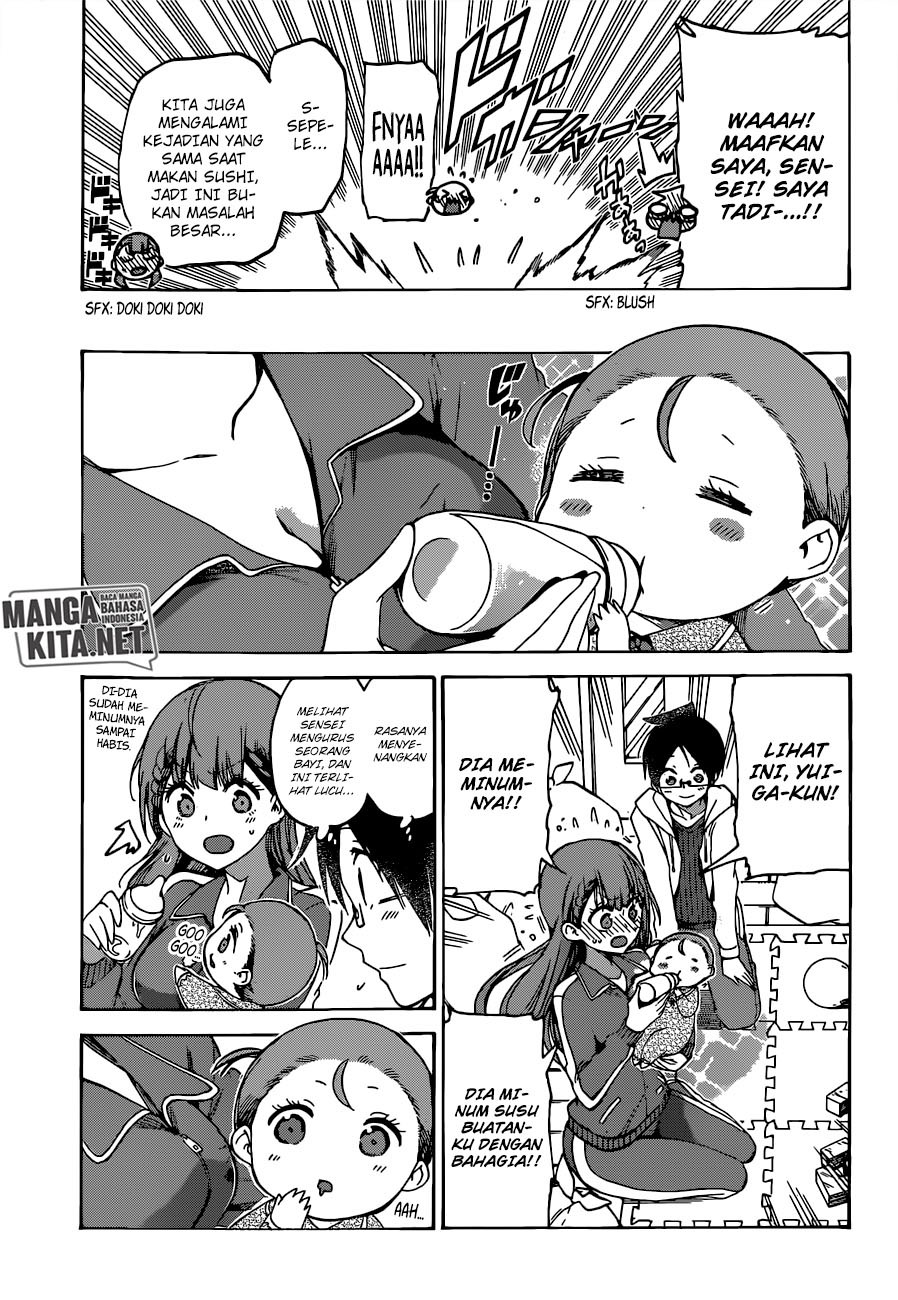 WAAAH!
MAAFKAN
SAYA, SEN-
SEI! SAYA
TADI-...!!
FNYAA
AAAAA!!
S-
SEPE-
LE...
KITA JUGA
MENGALAMI
KEJADIAN YANG
SAMA SAAT
MAKAN SUSHI,
JADI INI BU-
KAN MASALAH
BESAR...
SFX: DOKI DOKI DOKI
SFX: BLUSH
MANGA
KITA.NET
BACA MANGA
BAHASA
INDONESIA
LIHAT
INI, YUI-
GA-KUN!
DIA ME-
MINUM-
NYA!!
DIA MI-
NUM SUSU
BUATAN-
KU DENGAN
BAHAGIA!!
RASANYA
MENYE-
NANGKAN
MELIHAT
SENSEI
MENGURUS
SEORANG
BAYI, DAN
INI TERLI-
HAT LUCU...
DI-DIA
SUDAH ME-
MINUMNYA
SAMPAI
HABIS.
GOO
GOO..
AAH...